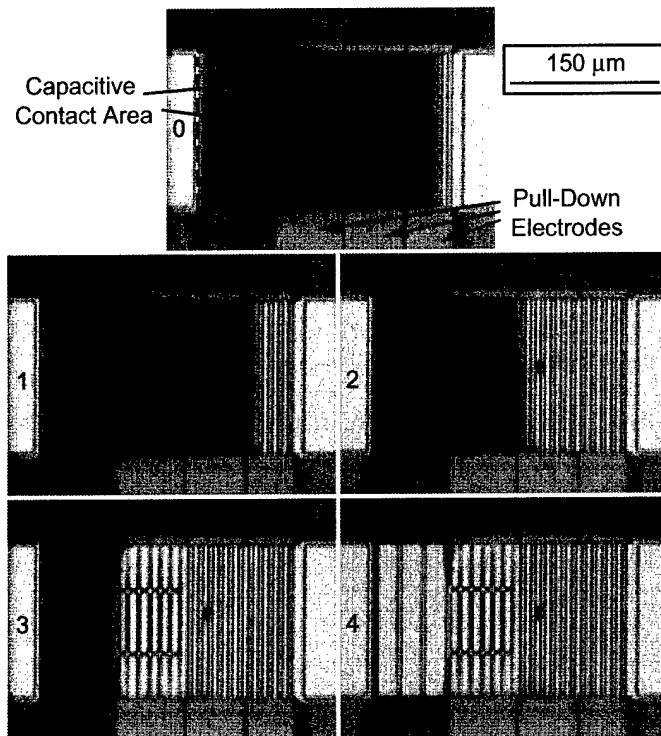 150 μm
Capacitive
Contact Area
0
Pull-Down
Electrodes
1
2
3
4